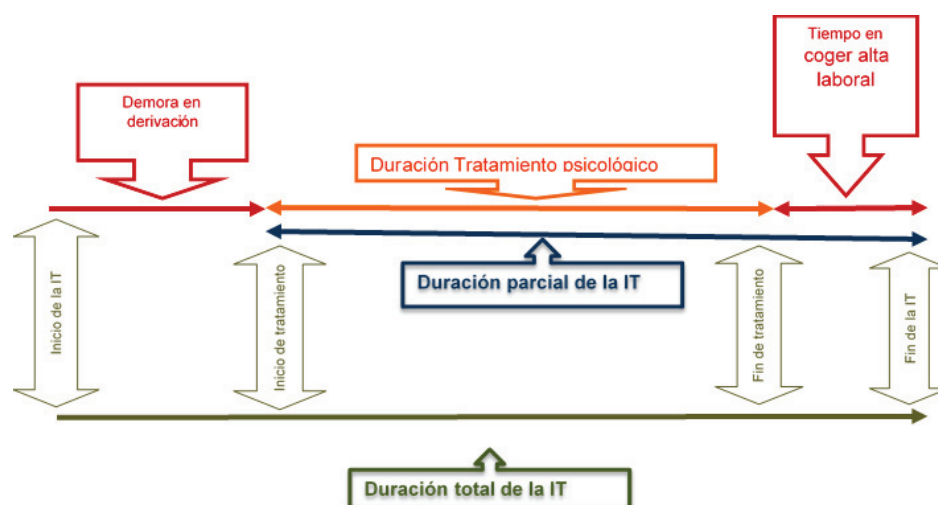 Tiempo en
coger alta
laboral
Demora en
derivación
Duración Tratamiento psicológico
Duración parcial de la IT
Inicio de la IT
Inicio de tratamiento
Fin de tratamiento
Fin de la IT
Duración total de la IT